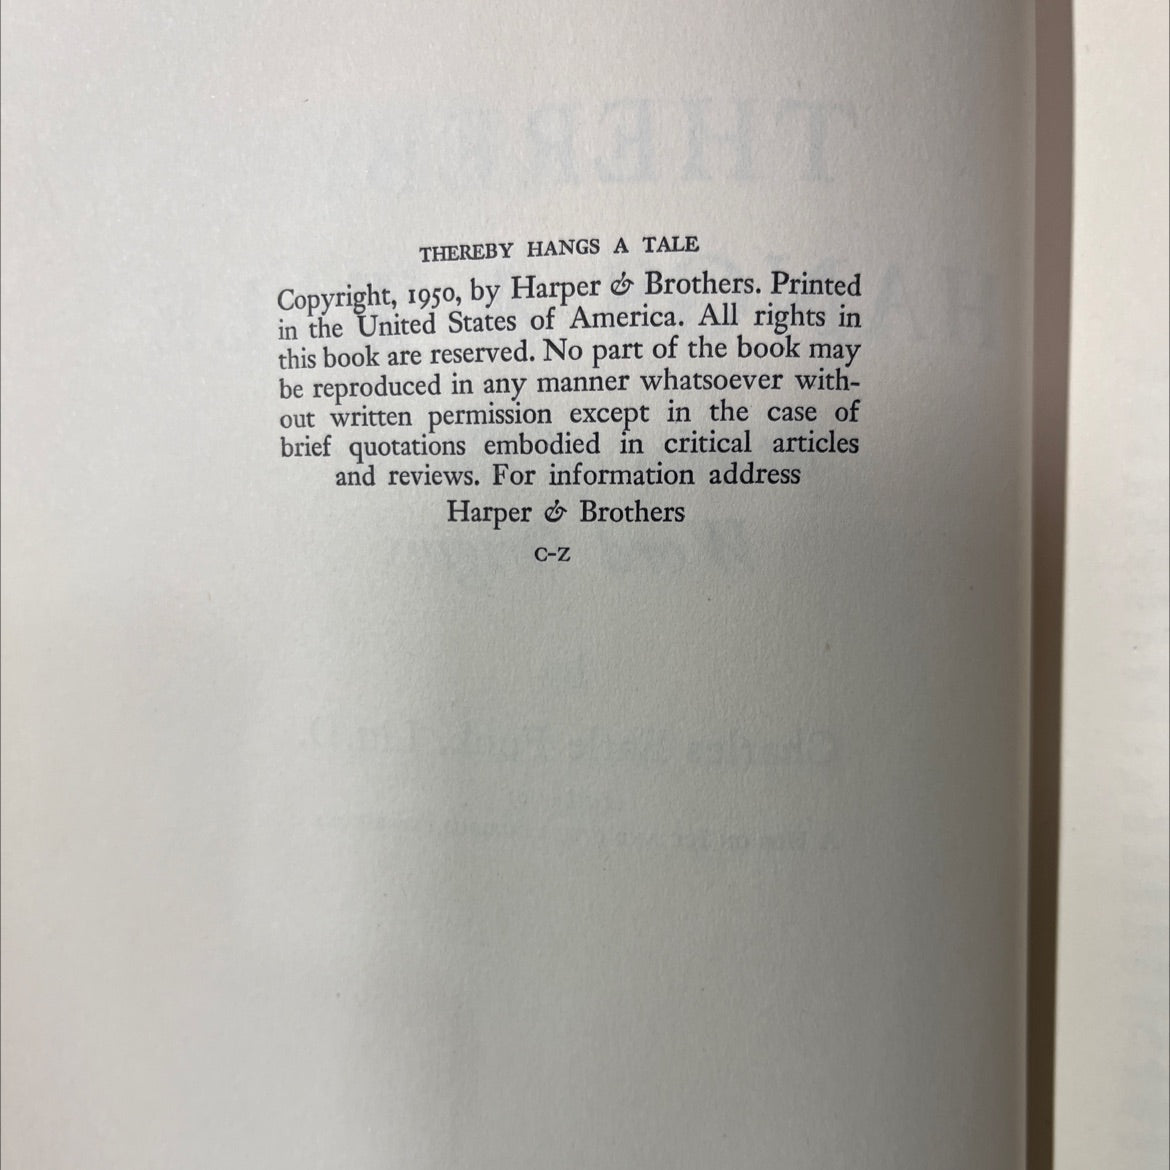 THEREBY HANGS A TALE
Copyright, 1950, by Harper & Brothers. Printed
in the United States of America. All rights in
this book are reserved. No part of the book may
be reproduced in any manner whatsoever with-
out written permission except in the case of
brief quotations embodied in critical articles
and reviews. For information address
Harper & Brothers
C-Z